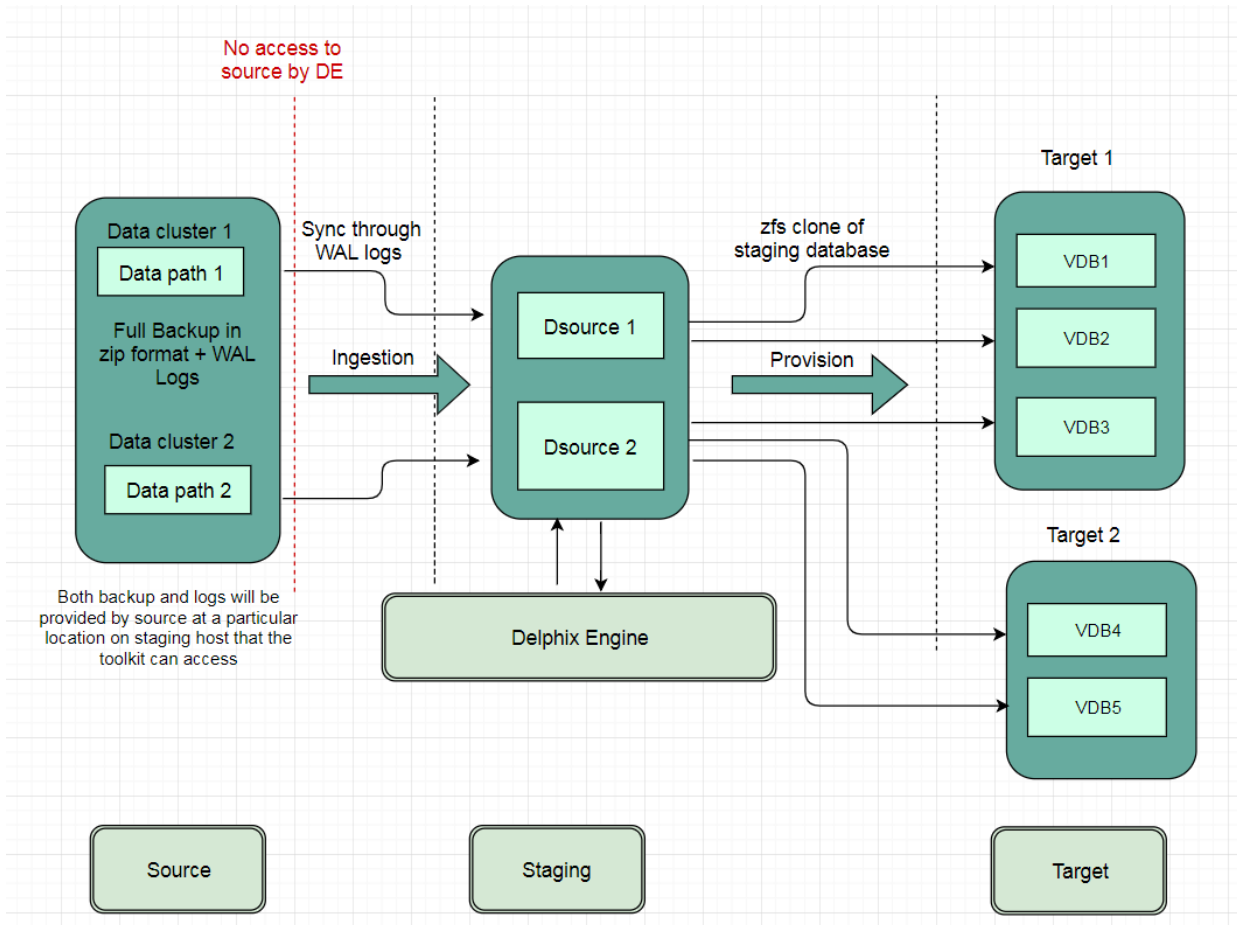 No access to
source by DE
Data cluster 1
Data path 1
Full Backup in
zip format + WAL
Logs
Data cluster 2
Data path 2
Both backup and logs will be
provided by source at a particular
location on staging host that the
toolkit can access
Sync through
WAL logs
Ingestion
Dsource 1
Dsource 2
Delphix Engine
zfs clone of
staging database
Provision
Target 1
VDB1
VDB2
VDB3
Target 2
VDB4
VDB5
Source
Staging
Target